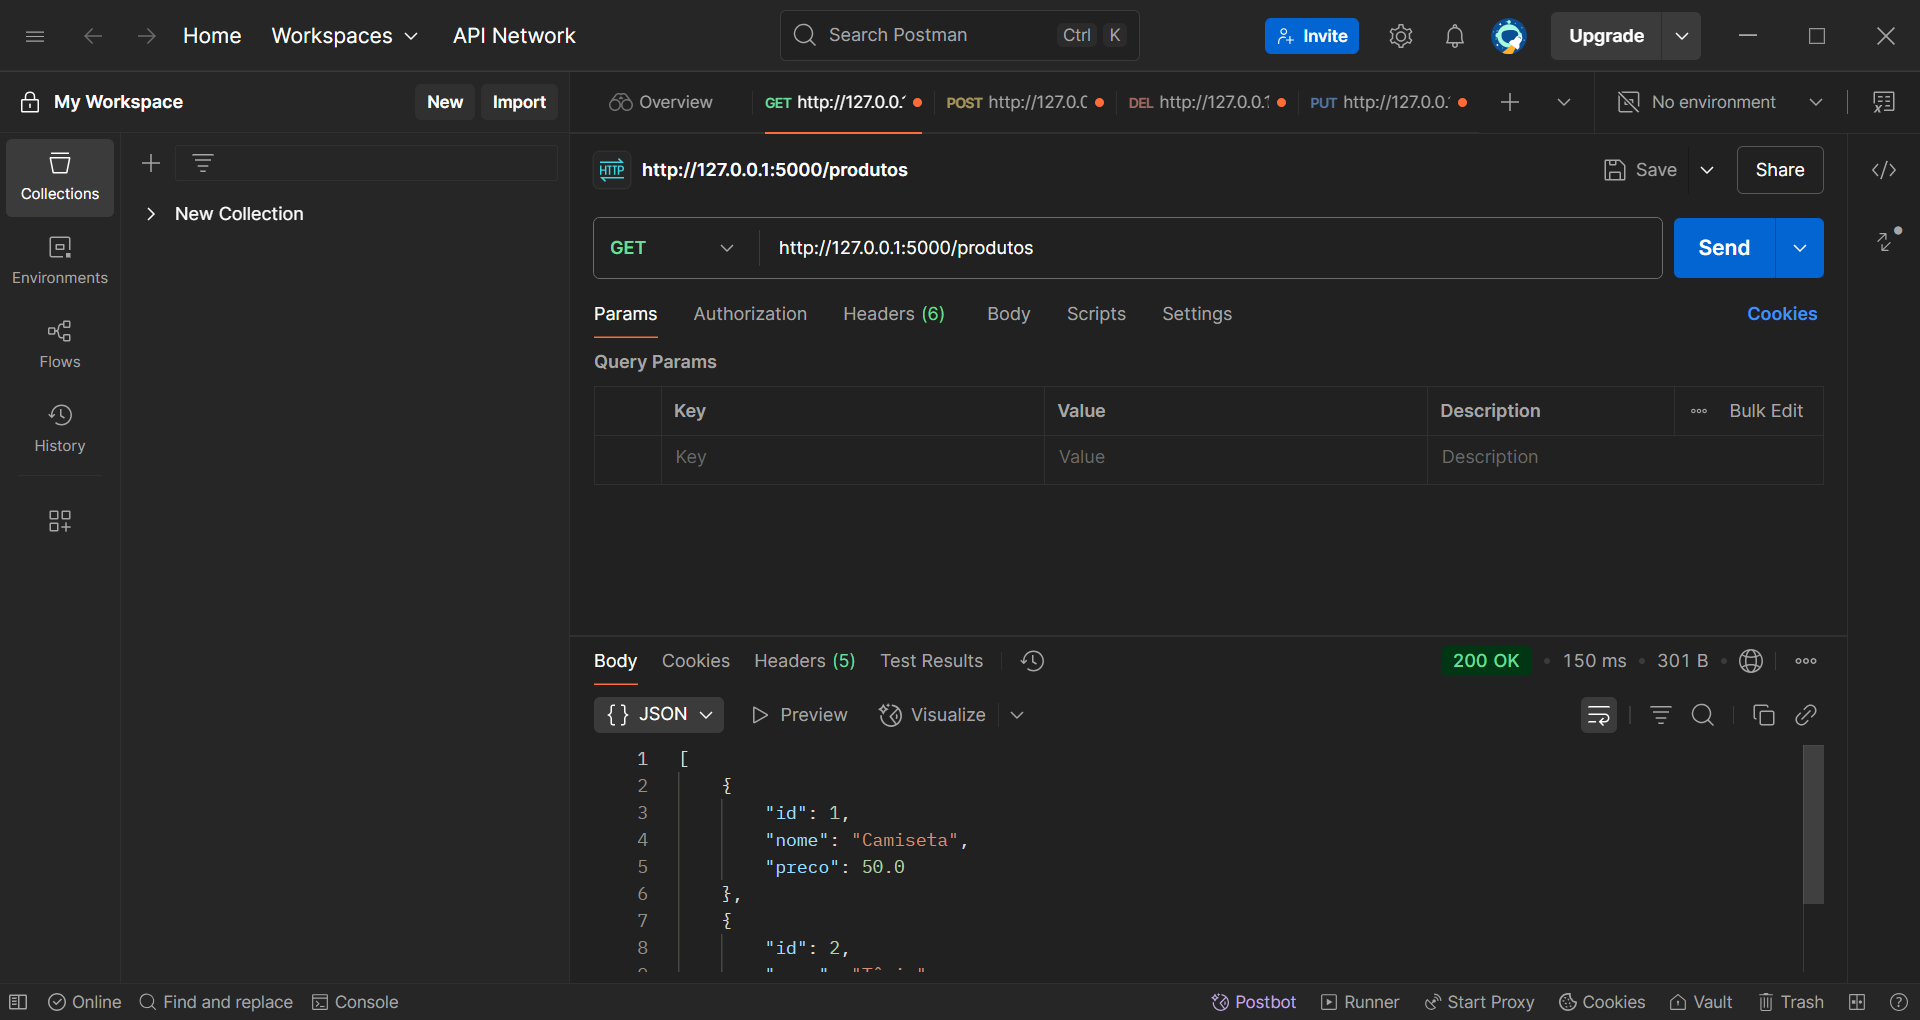 Home
Workspaces
API Network
Search Postman
Ctrl K
Invite
Upgrade
My Workspace
New
Import
Overview
GET http://127.0.0.
POST http://127.0.
DEL http://127.0.0.
PUT http://127.0.0.
No environment
Collections
New Collection
Environments
Flows
History
HTTP
http://127.0.0.1:5000/produtos
Save
Share
GET
http://127.0.0.1:5000/produtos
Send
Params
Authorization
Headers (6)
Body
Scripts
Settings
Cookies
Query Params
Key
Value
Description
Bulk Edit
Key
Value
Description
Body
Cookies
Headers (5)
Test Results
200 OK
150 ms
301 B
{} JSON
Preview
Visualize
1 [
2 {
3 "id": 1,
4 "nome": "Camiseta",
5 "preco": 50.0
6 },
7 {
8 "id": 2,
Online
Find and replace
Console
Postbot
Runner
Start Proxy
Cookies
Vault
Trash